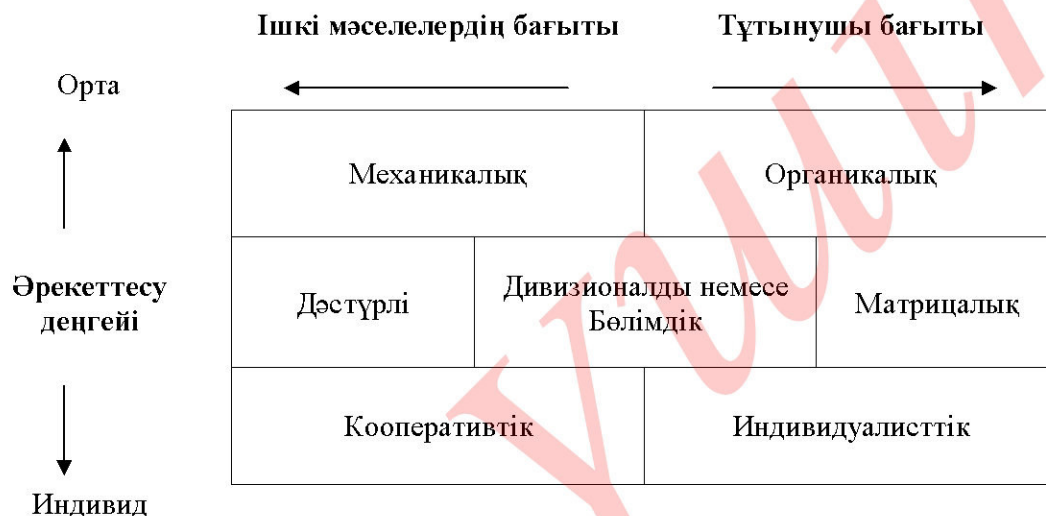 Ішкі мәселелердің бағыты
Тұтынушы бағыты
Орта
Механикалық
Органикалық
Әрекеттесу
деңгейі
Дәстүрлі
Дивизионалды немесе
Бөлімдік
Матрицалық
Кооперативтік
Индивидуалисттік
Индивид